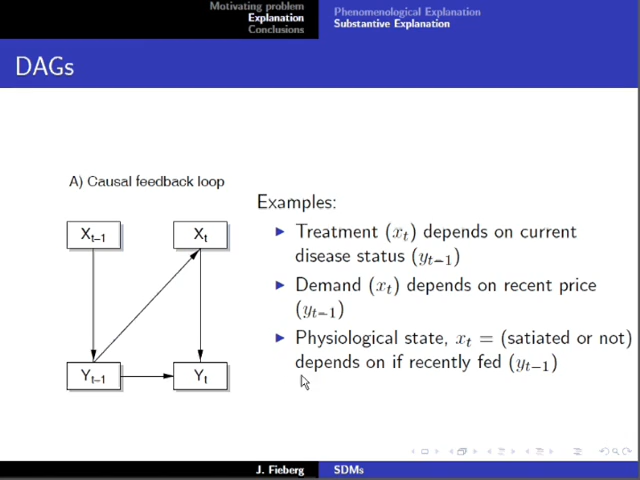 Motivating problem
Explanation
Conclusions
Phenomenological Explanation
Substantive Explanation
DAGs
A) Causal feedback loop
X_{t−1}
X_t
Y_{t−1}
Y_t
Examples:
▶ Treatment (x_t) depends on current
disease status (y_{t−1})
▶ Demand (x_t) depends on recent price
(y_{t−1})
▶ Physiological state, x_t = (satiated or not)
depends on if recently fed (y_{t−1})
J. Fieberg
SDMs